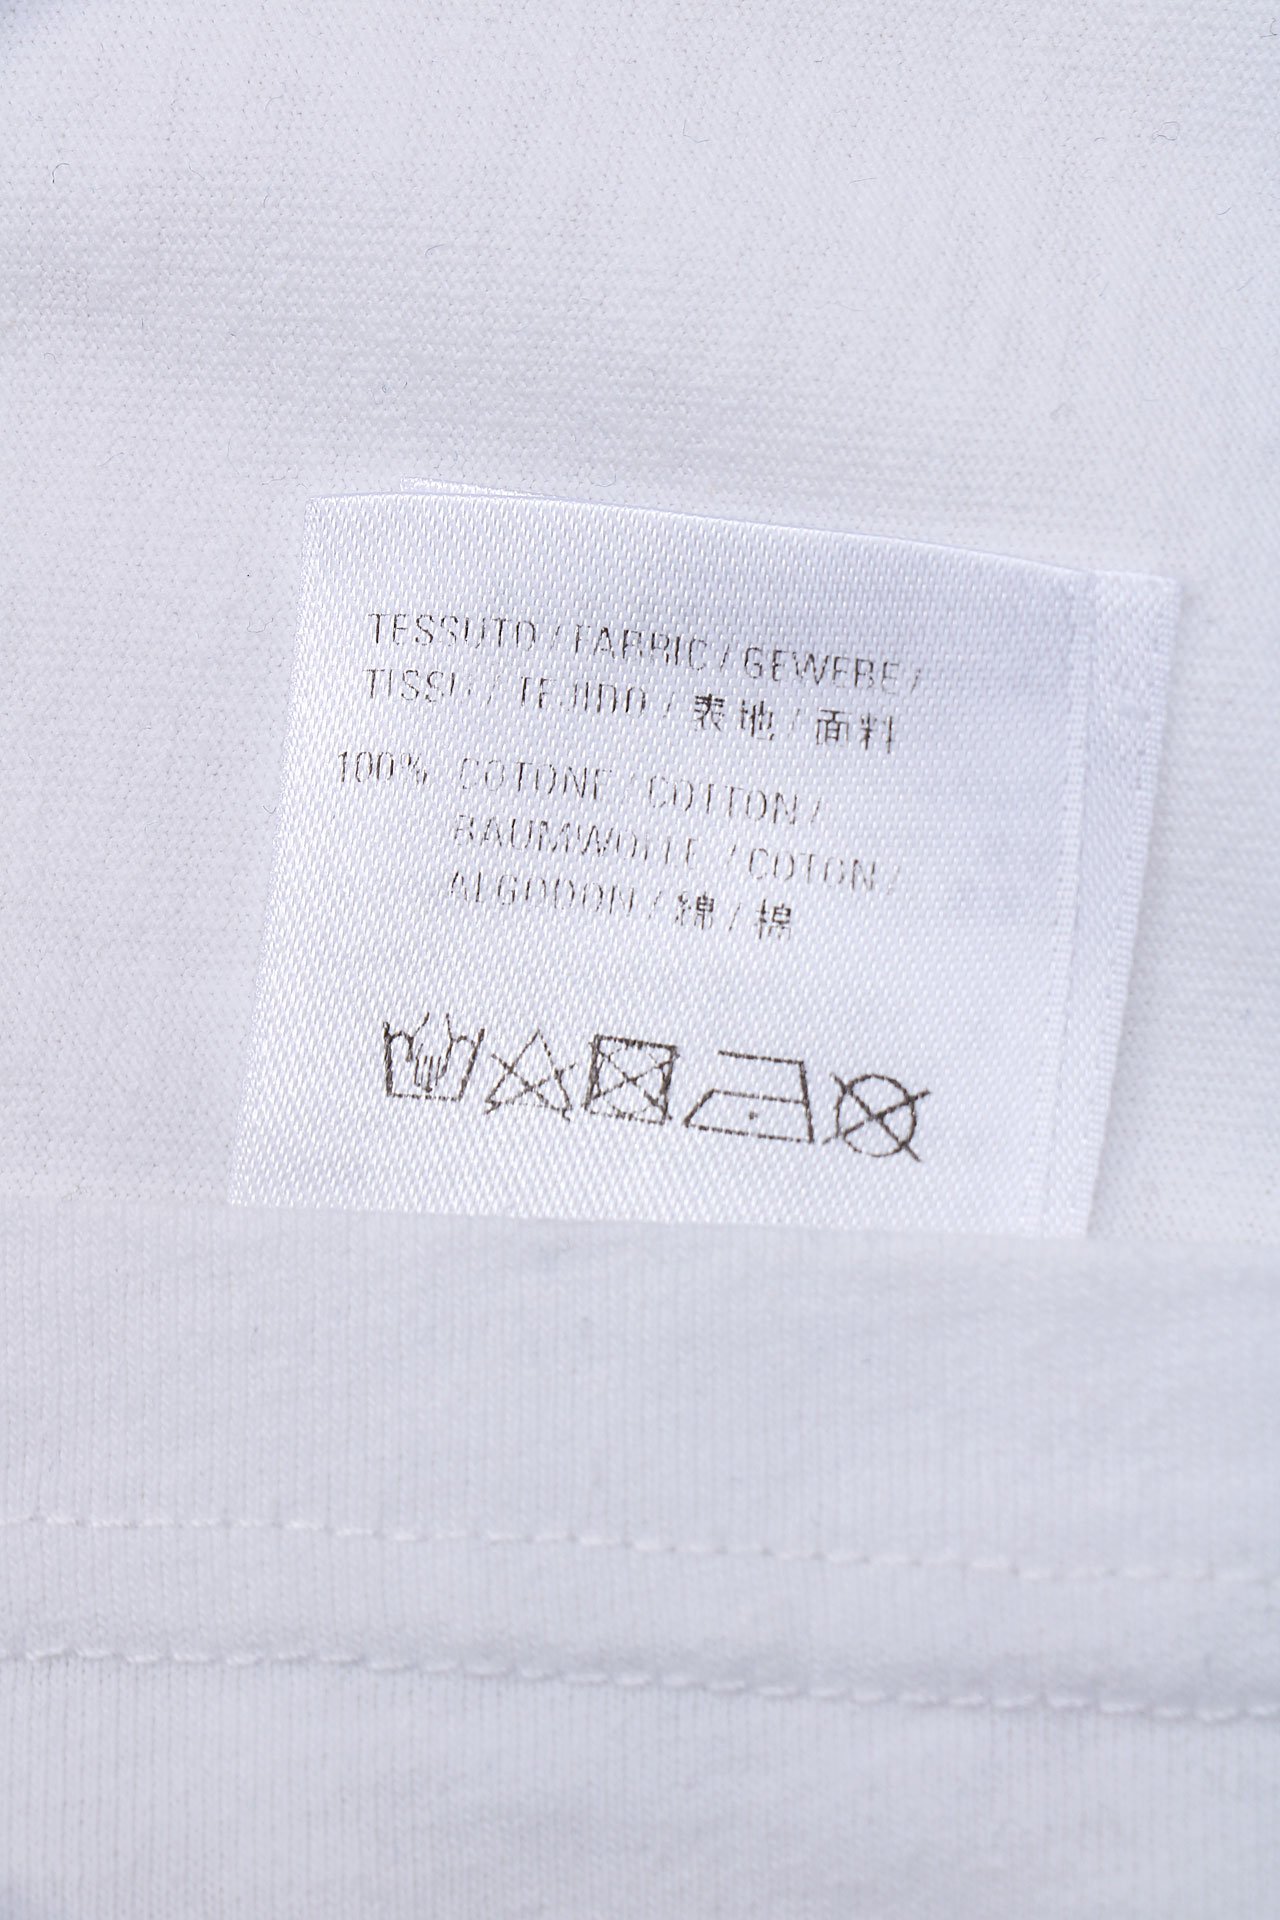 TESSUTO / FABRIC / GEWEBE /
TISSU / TEJIDO / 表地 / 面料
100% COTONE / COTTON /
BAUMWOLLE / COTON /
ALGODON / 綿 / 棉